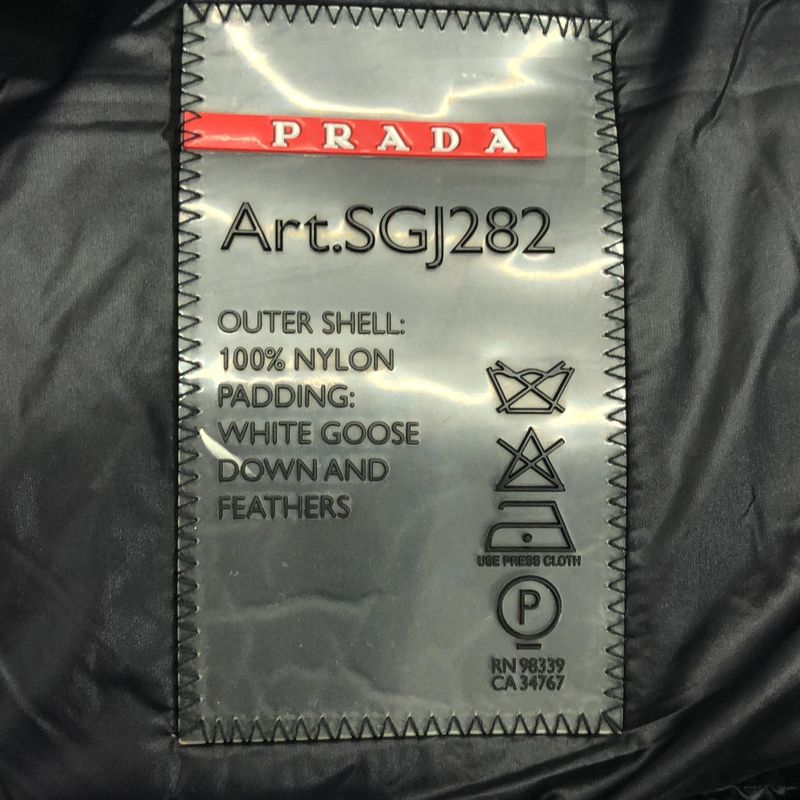 PRADA
Art.SGJ282
OUTER SHELL:
100% NYLON
PADDING:
WHITE GOOSE
DOWN AND
FEATHERS
USE PRESS CLOTH
P
RN 98339
CA 34767